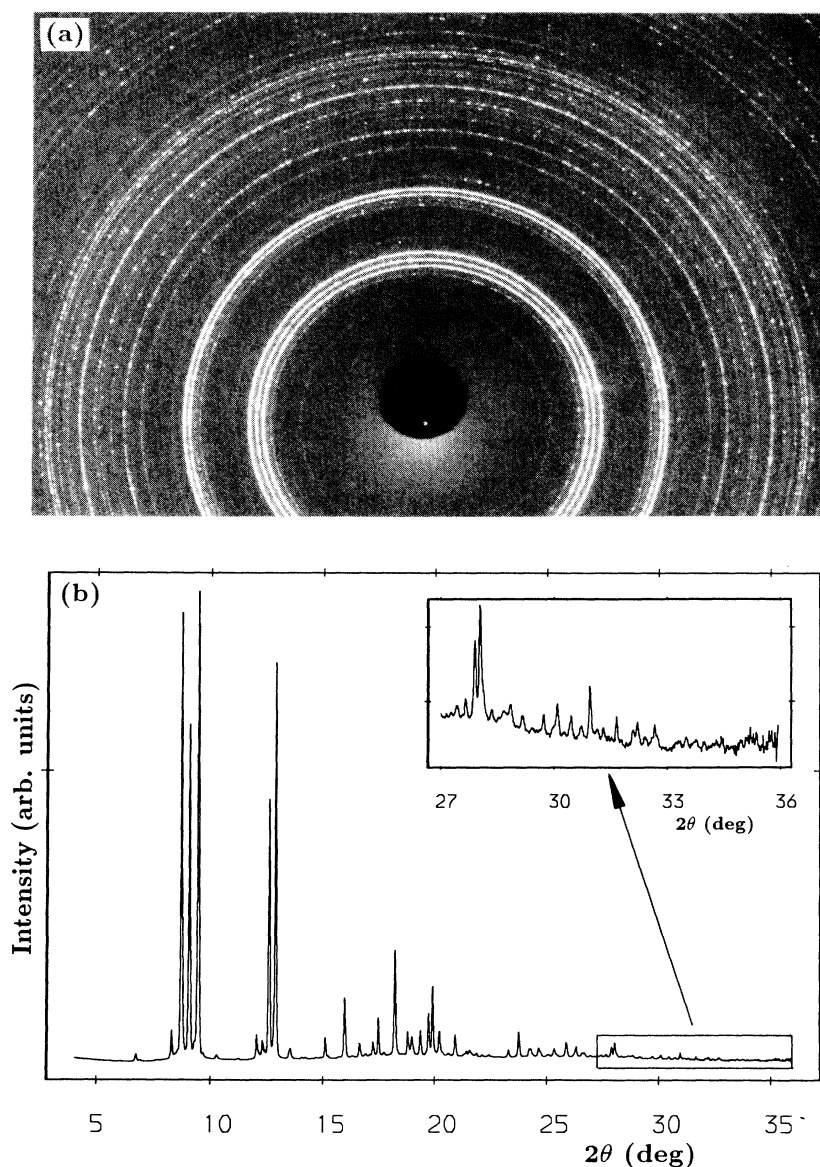 (a)
(b)
Intensity (arb. units)
27 30 33 36
2θ (deg)
5 10 15 20 25 30 35
2θ (deg)